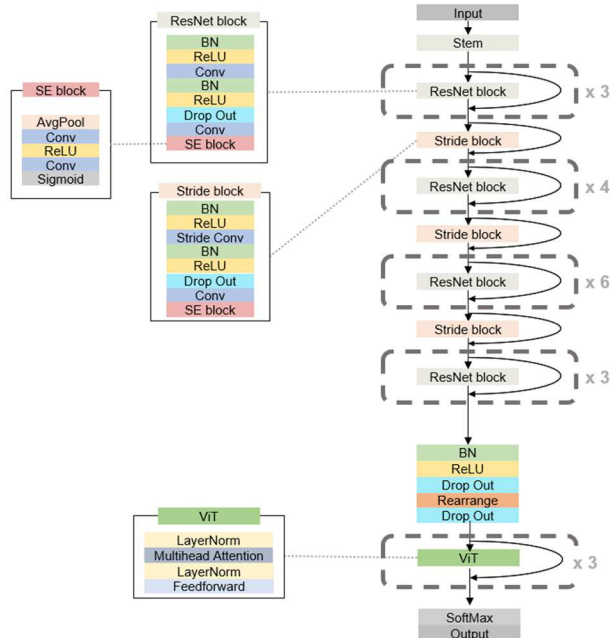 ResNet block
BN
ReLU
Conv
BN
ReLU
Drop Out
Conv
SE block
SE block
AvgPool
Conv
ReLU
Conv
Sigmoid
Stride block
BN
ReLU
Stride Conv
BN
ReLU
Drop Out
Conv
SE block
ViT
LayerNorm
Multihead Attention
LayerNorm
Feedforward
Input
Stem
ResNet block
x 3
Stride block
ResNet block
x 4
Stride block
ResNet block
x 6
Stride block
ResNet block
x 3
BN
ReLU
Drop Out
Rearrange
Drop Out
ViT
x 3
SoftMax
Output